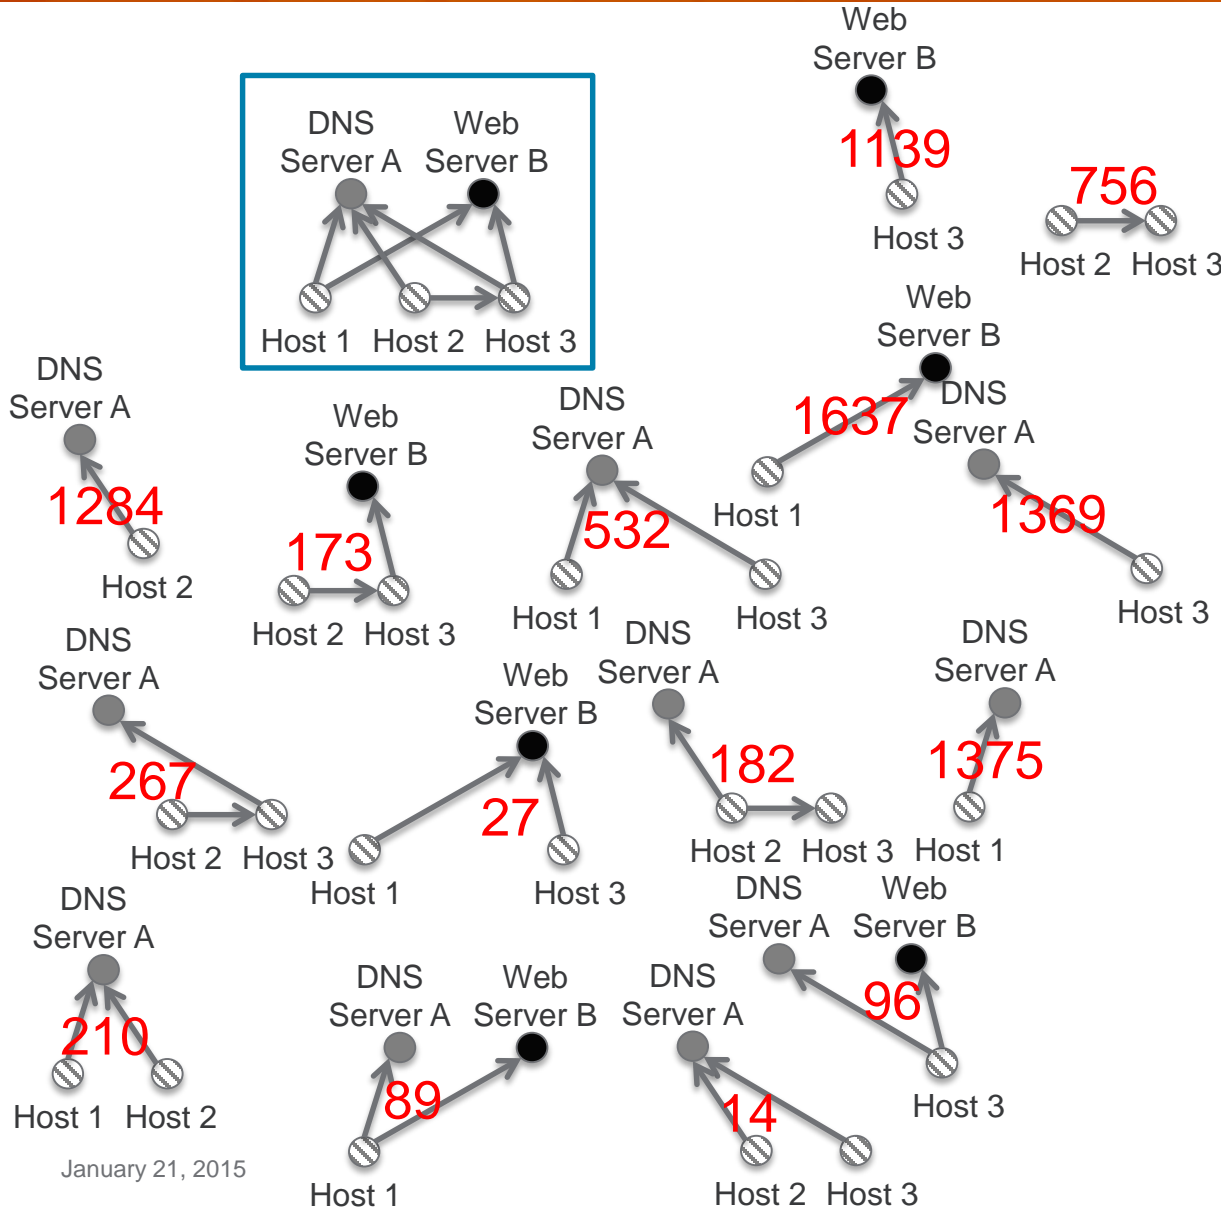 Web
Server B
1139
Host 3
756
Host 2 Host 3
DNS
Server A
Web
Server B
Host 1 Host 2 Host 3
Web
Server B
1637
Host 1
DNS
Server A
1284
Host 2
Web
Server B
173
Host 2 Host 3
DNS
Server A
532
Host 1
Host 3
DNS
Server A
1369
Host 3
DNS
Server A
267
Host 2 Host 3
Web
Server B
27
Host 1
Host 3
DNS
Server A
182
Host 2 Host 3
DNS
Server A
1375
Host 1
DNS
Server A
210
Host 1 Host 2
DNS
Server A
Web
Server B
89
Host 1
DNS
Server A
14
Host 2 Host 3
DNS
Server A
Web
Server B
96
Host 3
January 21, 2015